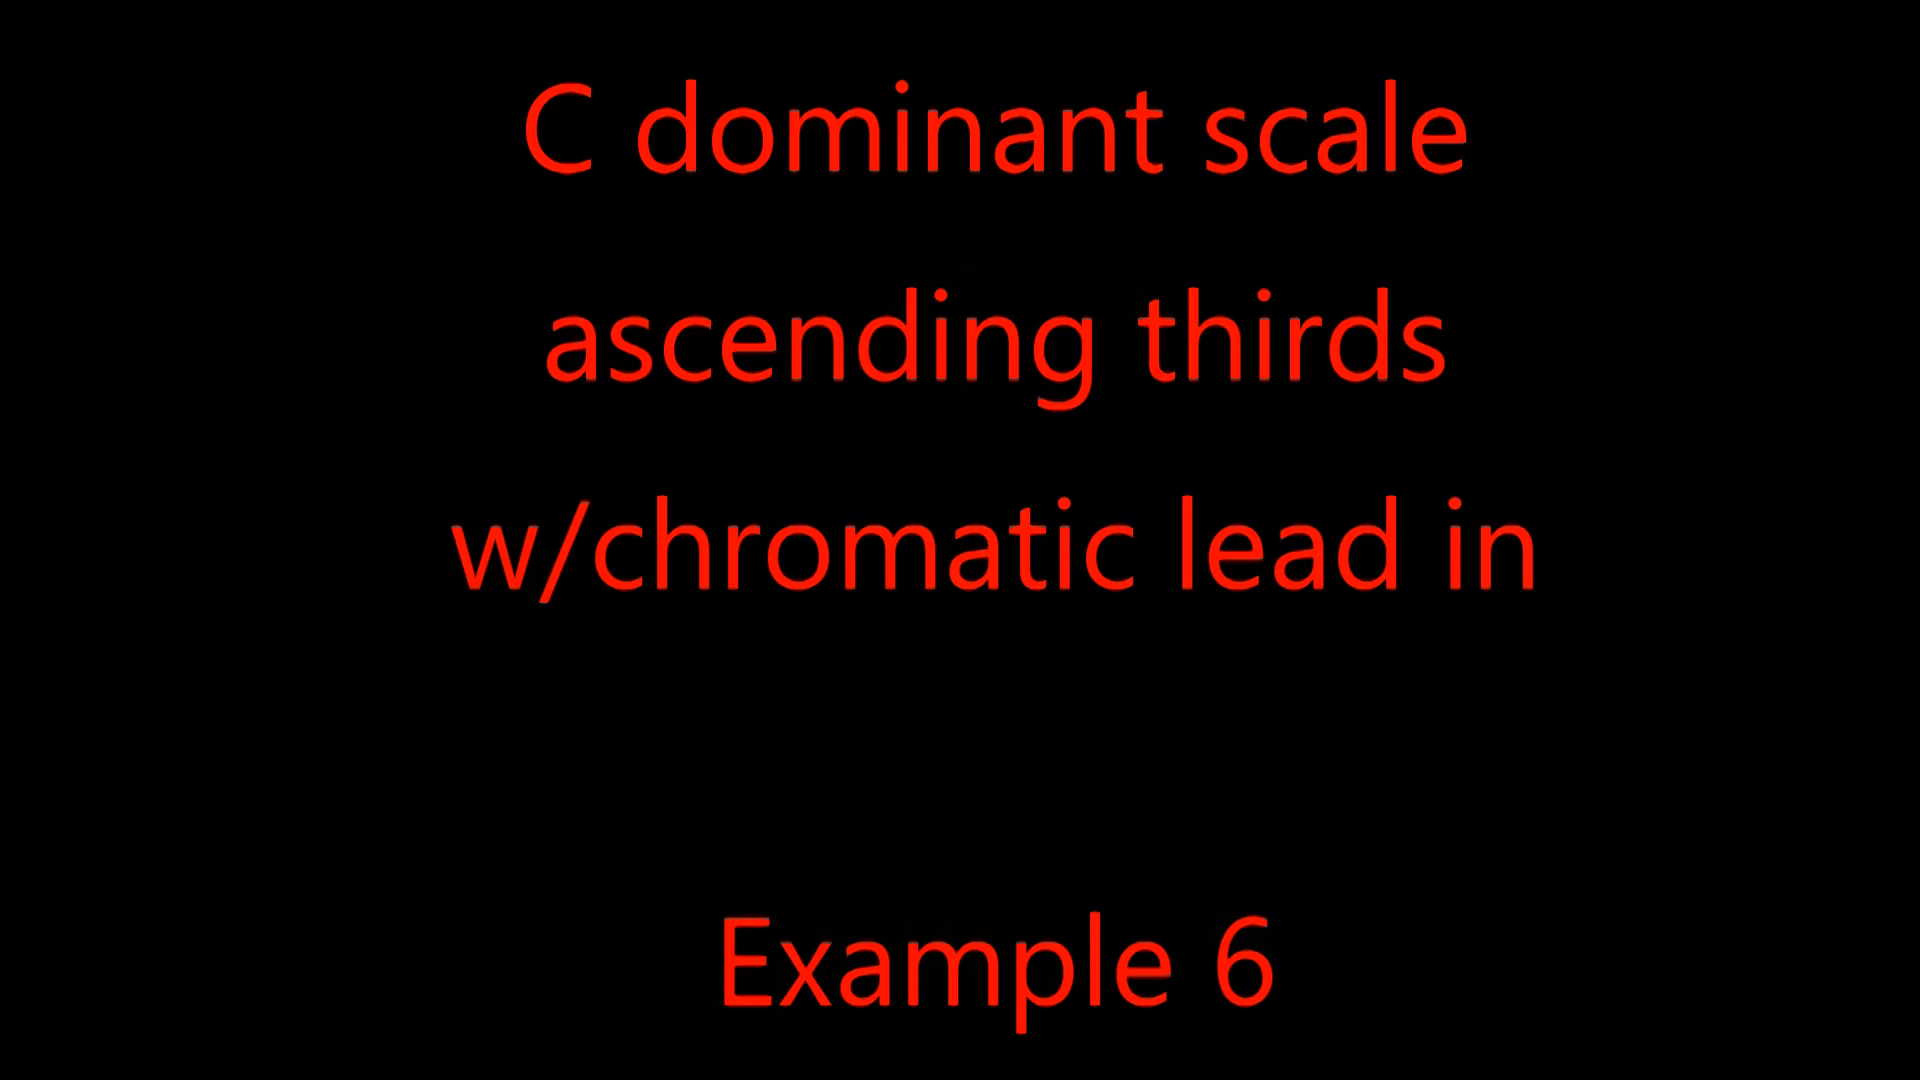 C dominant scale
ascending thirds
w/chromatic lead in
Example 6